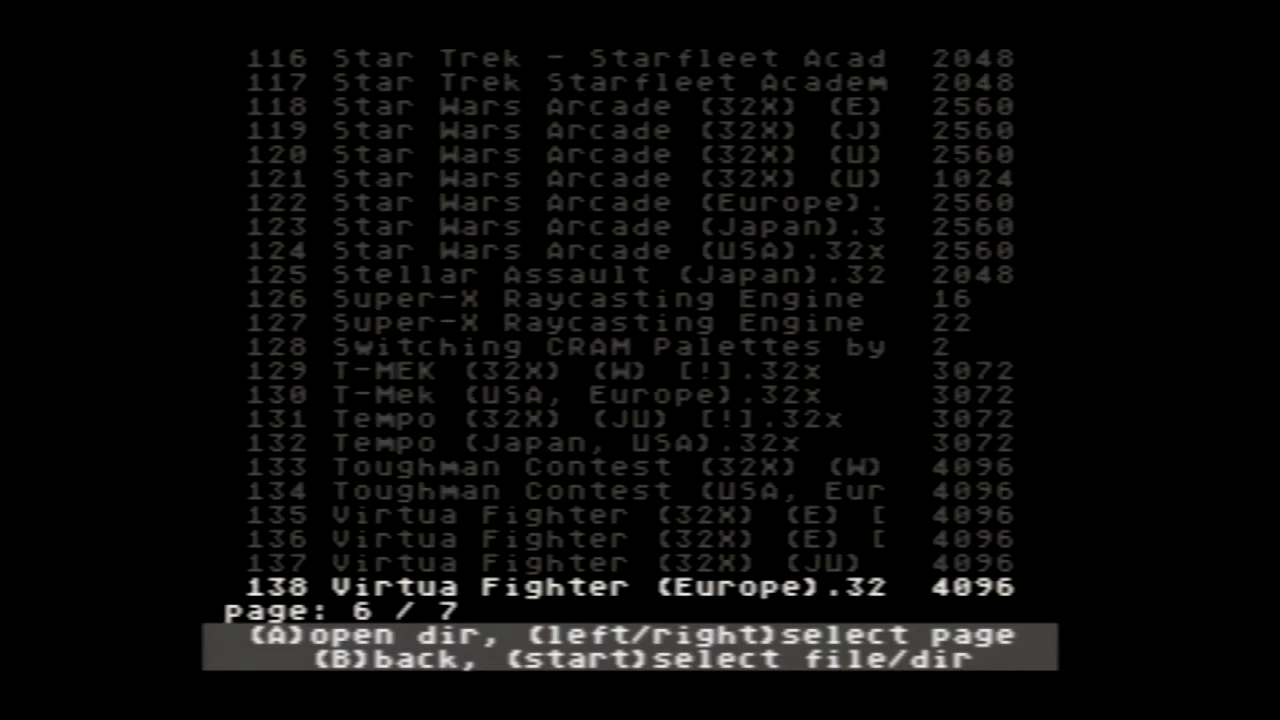 116 Star Trek - Starfleet Acad 2048
117 Star Trek Starfleet Academ 2048
118 Star Wars Arcade (32X) (E) 2560
119 Star Wars Arcade (32X) (J) 2560
120 Star Wars Arcade (32X) (U) 2560
121 Star Wars Arcade (32X) (U) 1024
122 Star Wars Arcade (Europe). 2560
123 Star Wars Arcade (Japan).3 2560
124 Star Wars Arcade (USA).32x 2560
125 Stellar Assault (Japan).32 2048
126 Super-X Raycasting Engine 16
127 Super-X Raycasting Engine 22
128 Switching CRAM Palettes by 2
129 T-MEK (32X) (W) [!].32x 3072
130 T-Mek (USA, Europe).32x 3072
131 Tempo (32X) (JU) [!].32x 3072
132 Tempo (Japan, USA).32x 3072
133 Toughman Contest (32X) (W) 4096
134 Toughman Contest (USA, Eur 4096
135 Virtua Fighter (32X) (E) [ 4096
136 Virtua Fighter (32X) (E) [ 4096
137 Virtua Fighter (32X) (JU) 4096
138 Virtua Fighter (Europe).32 4096
page: 6 / 7
(A)open dir, (left/right)select page
(B)back, (start)select file/dir